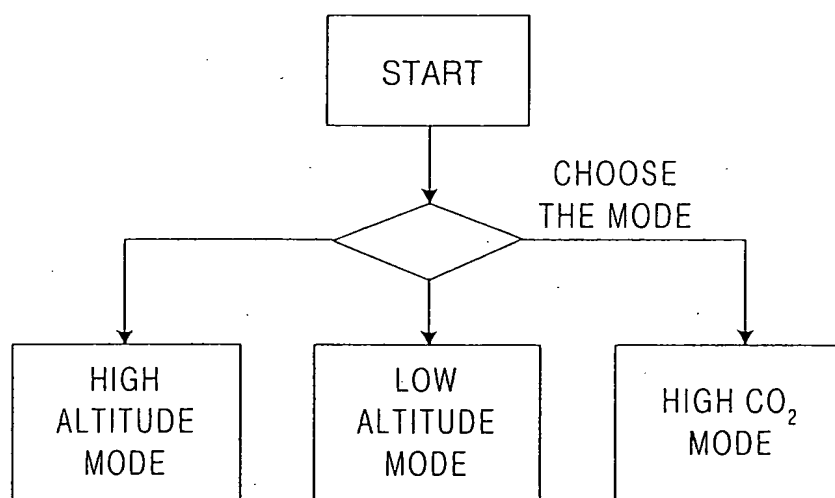 START
CHOOSE
THE MODE
HIGH
ALTITUDE
MODE
LOW
ALTITUDE
MODE
HIGH CO₂
MODE